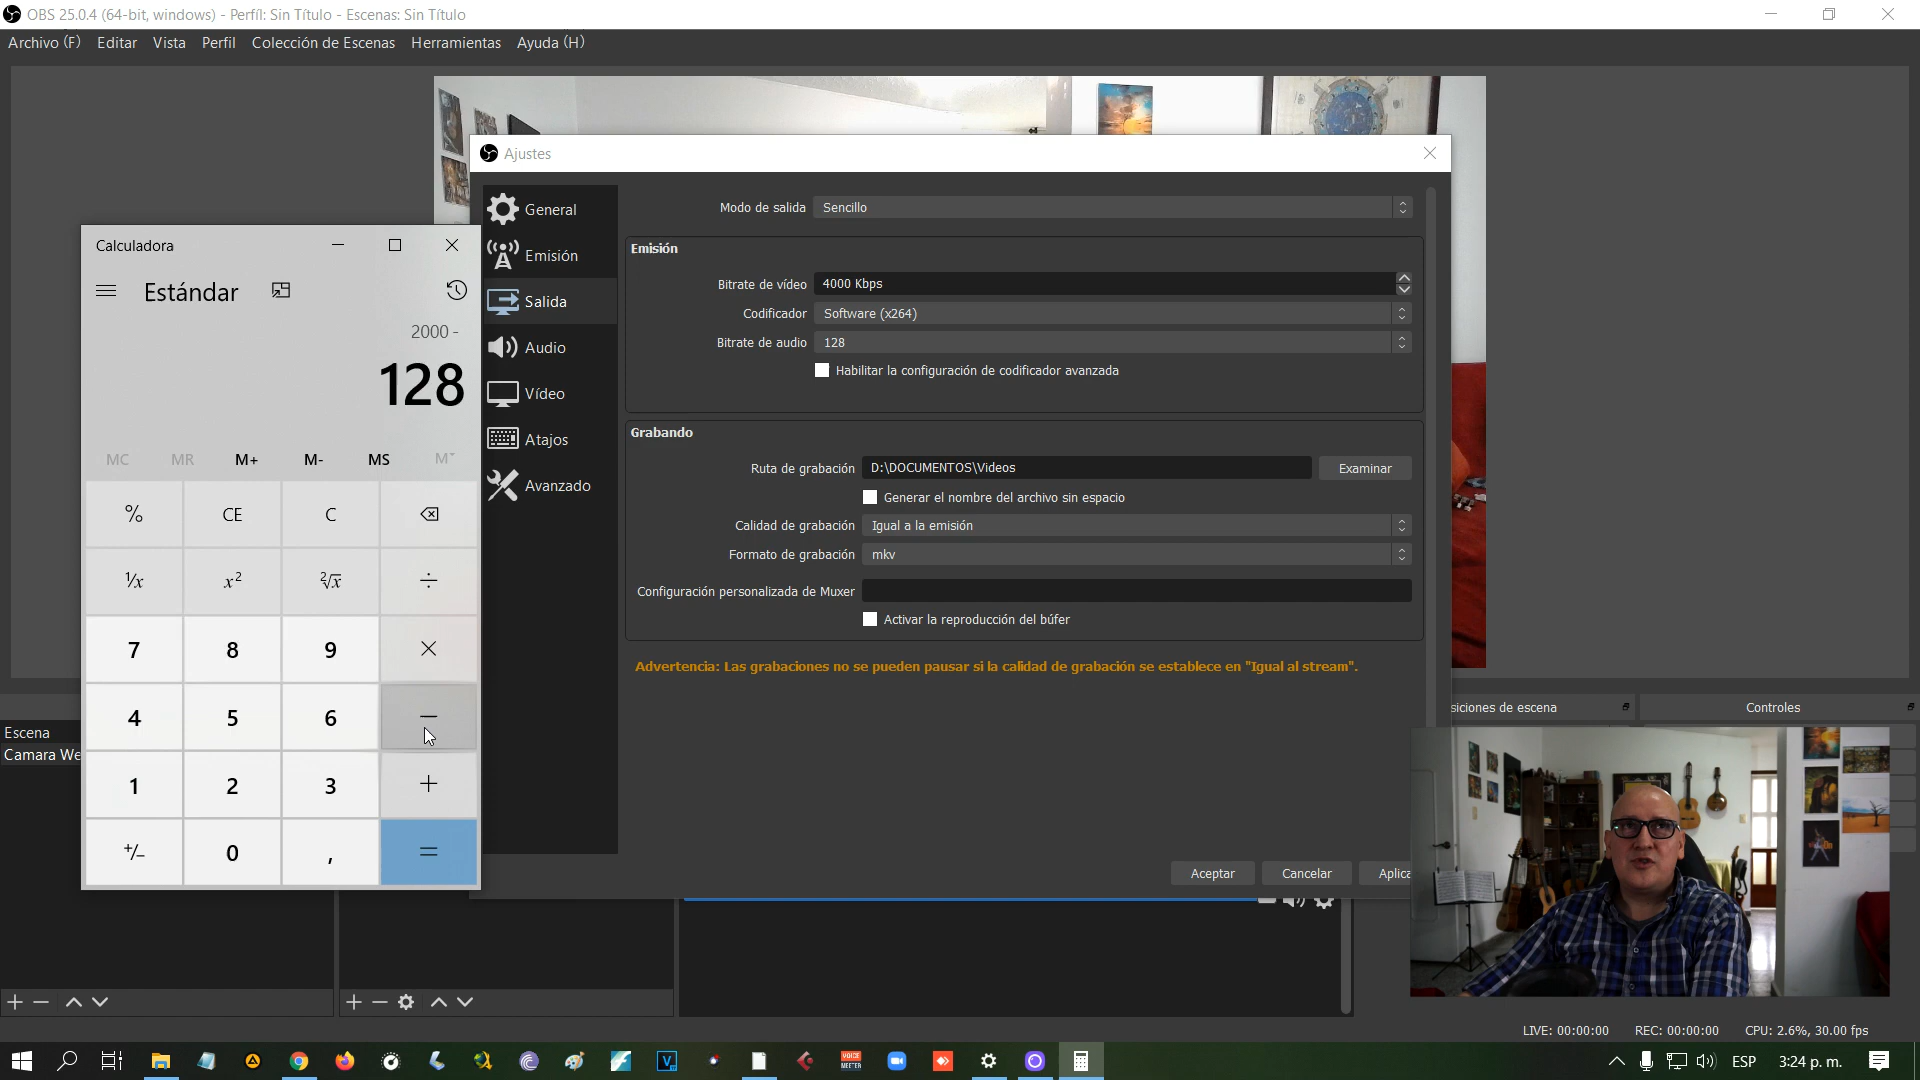 OBS 25.0.4 (64-bit, windows) - Perfil: Sin Título - Escenas: Sin Título
Archivo (F) Editar Vista Perfil Colección de Escenas Herramientas Ayuda (H)
Ajustes
General
Emisión
Salida
Audio
Vídeo
Atajos
Avanzado
Modo de salida Sencillo
Emisión
Bitrate de vídeo 4000 Kbps
Codificador Software (x264)
Bitrate de audio 128
Habilitar la configuración de codificador avanzada
Grabando
Ruta de grabación D:\DOCUMENTOS\Videos Examinar
Generar el nombre del archivo sin espacio
Calidad de grabación Igual a la emisión
Formato de grabación mkv
Configuración personalizada de Muxer
Activar la reproducción del búfer
Advertencia: Las grabaciones no se pueden pausar si la calidad de grabación se establece en "Igual al stream".
Aceptar Cancelar Aplica
Calculadora
Estándar
2000 -
128
MC MR M+ M- MS M˅
% CE C
¹/x x² ²√x ÷
7 8 9 ×
4 5 6 −
1 2 3 +
+/− 0 , =
Escena
Camara We
siciones de escena
Controles
LIVE: 00:00:00 REC: 00:00:00 CPU: 2.6%, 30.00 fps
VOICE
MEETER
ESP 3:24 p. m.